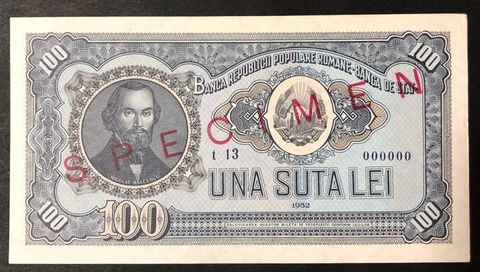 100 100
BANCA REPUBLICII POPULARE ROMANE-BANCA DE STAT
SPECIMEN
t 13 000000
N. BĂLCESCU
UNA SUTA LEI
1952
100 100 100